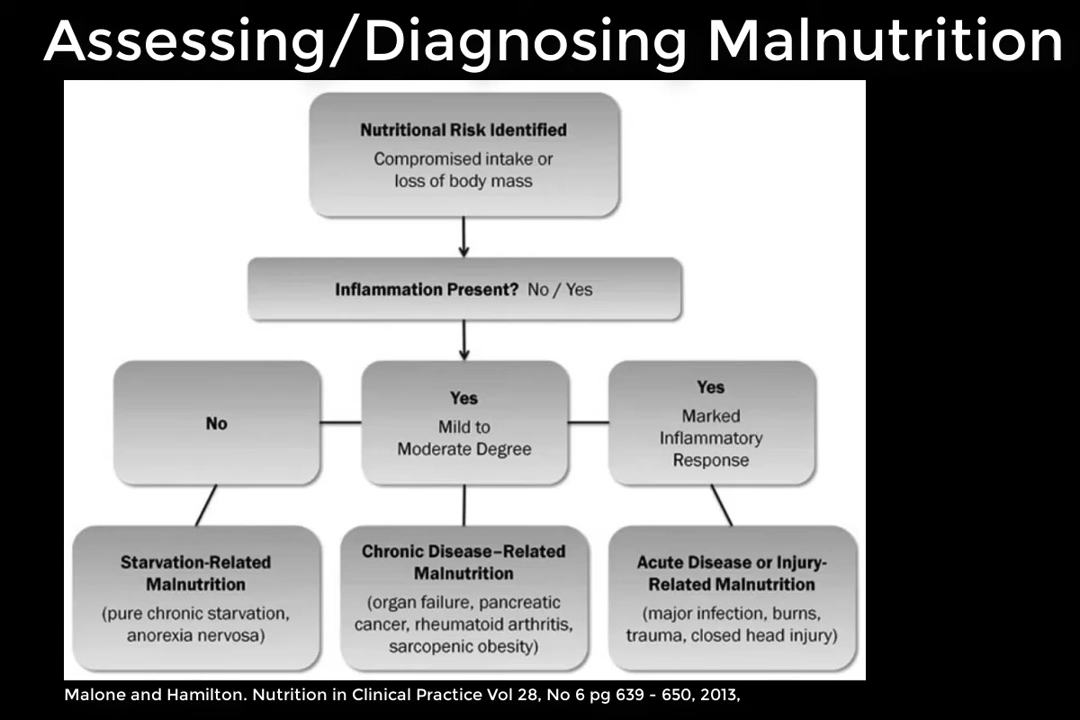 Assessing/Diagnosing Malnutrition
Nutritional Risk Identified
Compromised intake or
loss of body mass
Inflammation Present? No / Yes
No
Yes
Mild to
Moderate Degree
Yes
Marked
Inflammatory
Response
Starvation-Related
Malnutrition
(pure chronic starvation,
anorexia nervosa)
Chronic Disease–Related
Malnutrition
(organ failure, pancreatic
cancer, rheumatoid arthritis,
sarcopenic obesity)
Acute Disease or Injury-
Related Malnutrition
(major infection, burns,
trauma, closed head injury)
Malone and Hamilton. Nutrition in Clinical Practice Vol 28, No 6 pg 639 - 650, 2013,